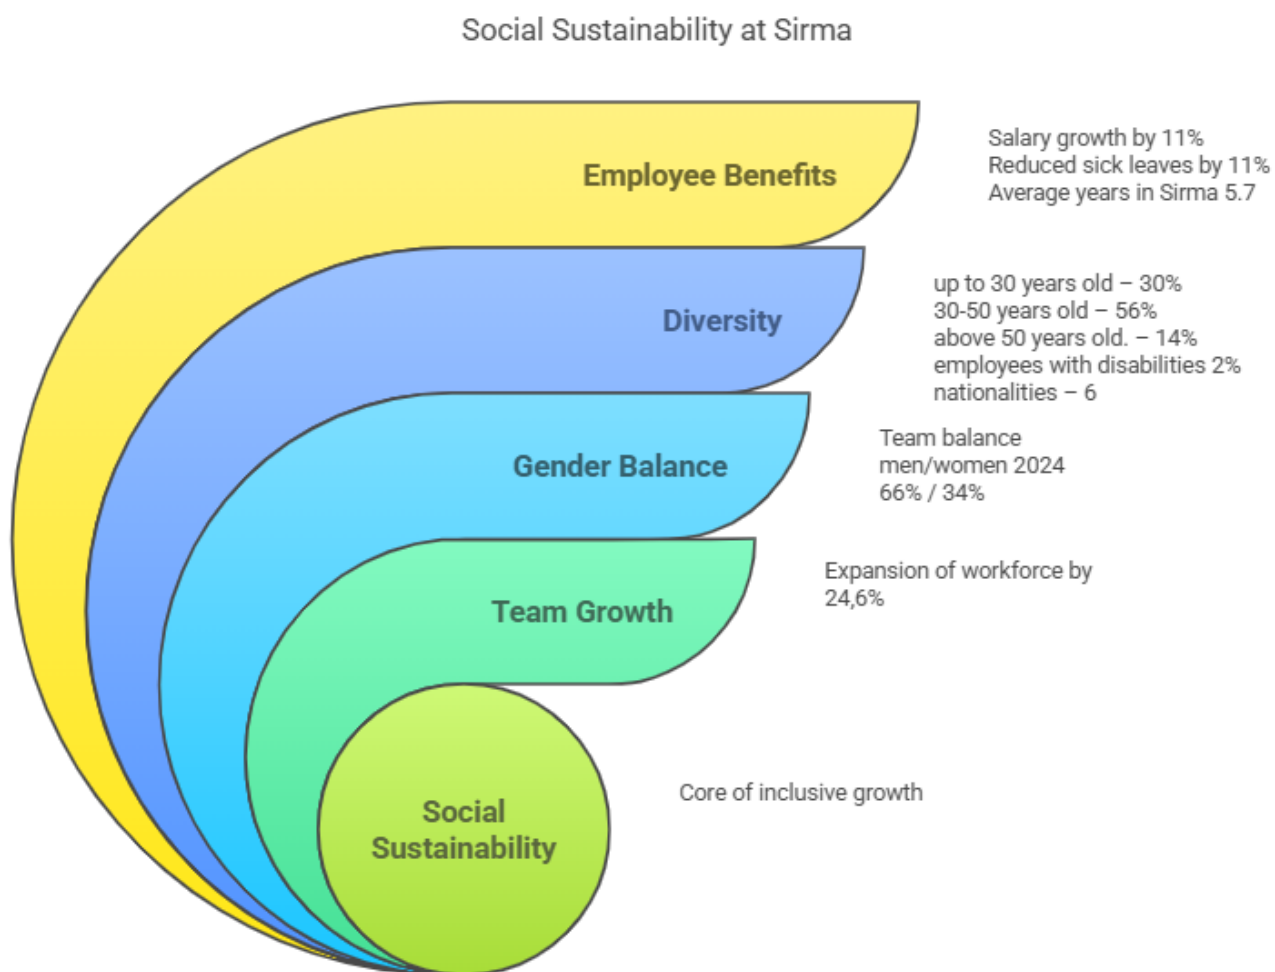 Social Sustainability at Sirma
Employee Benefits
Salary growth by 11%
Reduced sick leaves by 11%
Average years in Sirma 5.7
Diversity
up to 30 years old – 30%
30-50 years old – 56%
above 50 years old. – 14%
employees with disabilities 2%
nationalities – 6
Gender Balance
Team balance
men/women 2024
66% / 34%
Team Growth
Expansion of workforce by
24,6%
Social
Sustainability
Core of inclusive growth